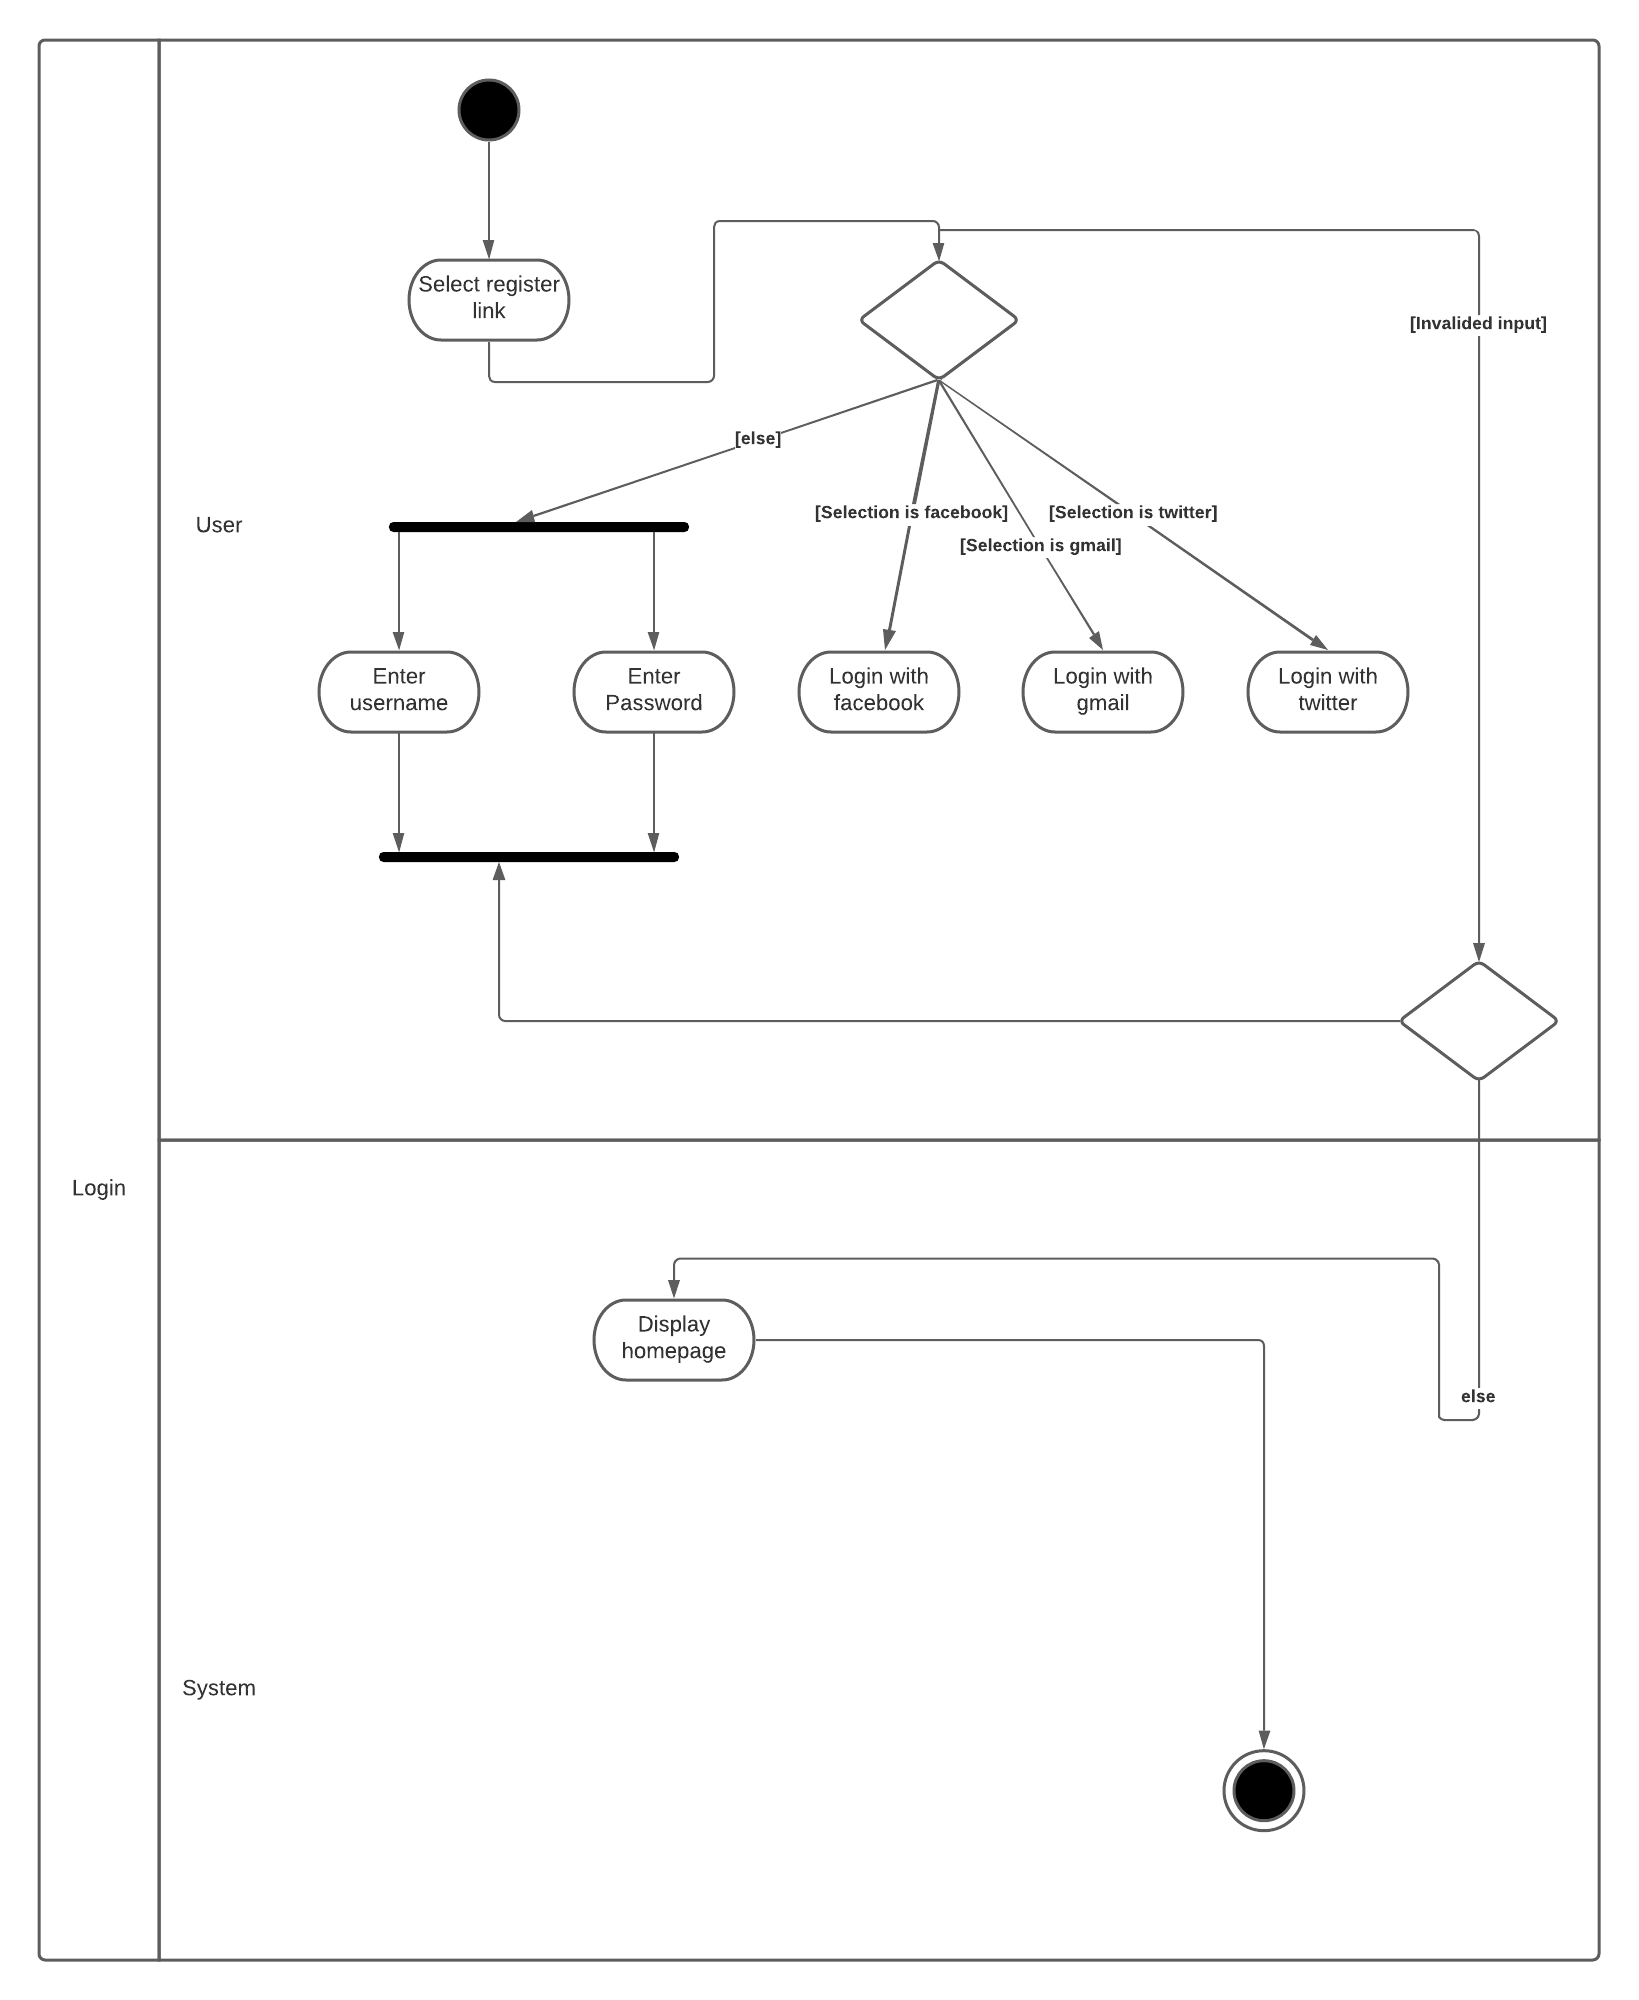 Select register
link
[Invalided input]
[else]
[Selection is facebook]
[Selection is twitter]
[Selection is gmail]
User
Enter
username
Enter
Password
Login with
facebook
Login with
gmail
Login with
twitter
Login
Display
homepage
else
System